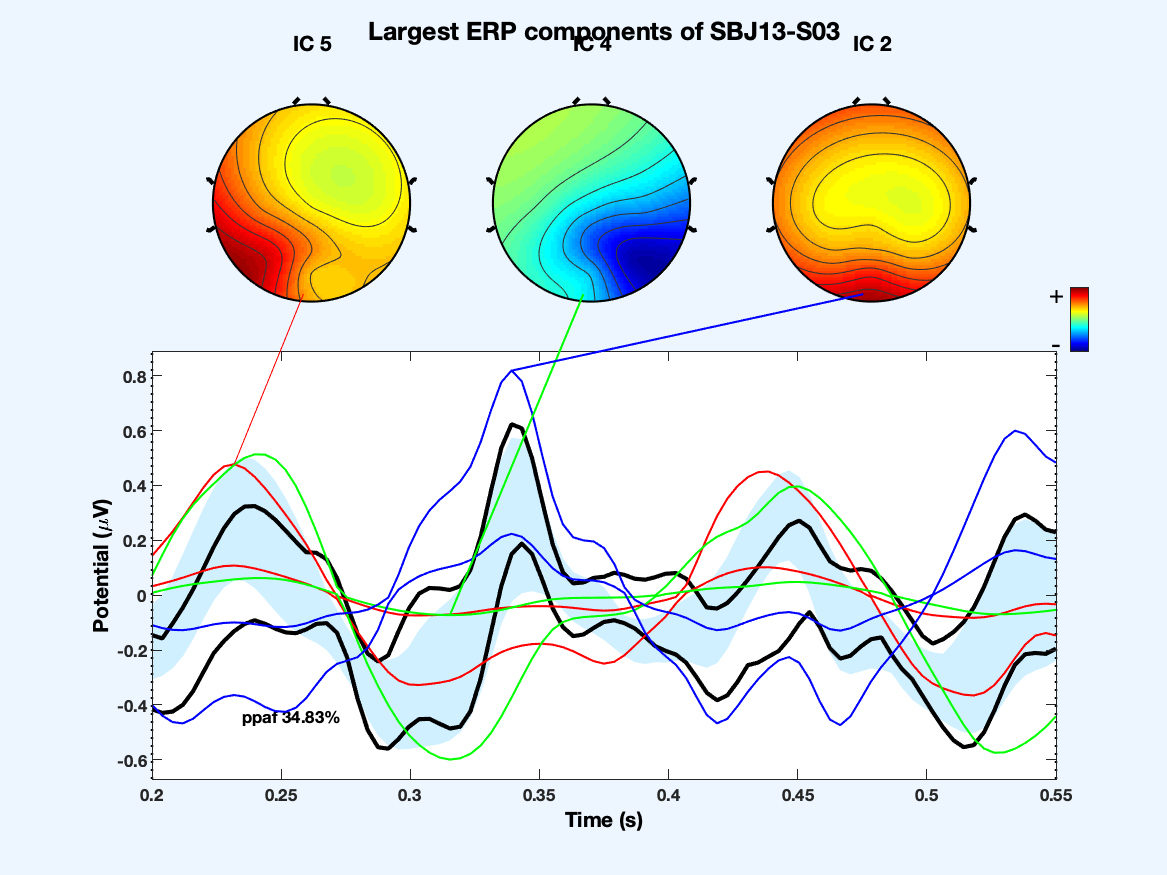 Largest ERP components of SBJ13-S03
IC 5
IC 4
IC 2
+
-
0.8
0.6
0.4
0.2
0
-0.2
-0.4
-0.6
Potential (μV)
ppaf 34.83%
0.2 0.25 0.3 0.35 0.4 0.45 0.5 0.55
Time (s)